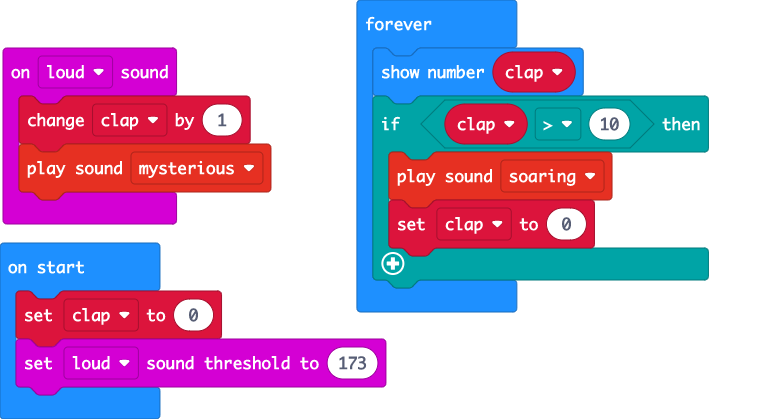 on loud sound
change clap by 1
play sound mysterious
on start
set clap to 0
set loud sound threshold to 173
forever
show number clap
if clap > 10 then
play sound soaring
set clap to 0